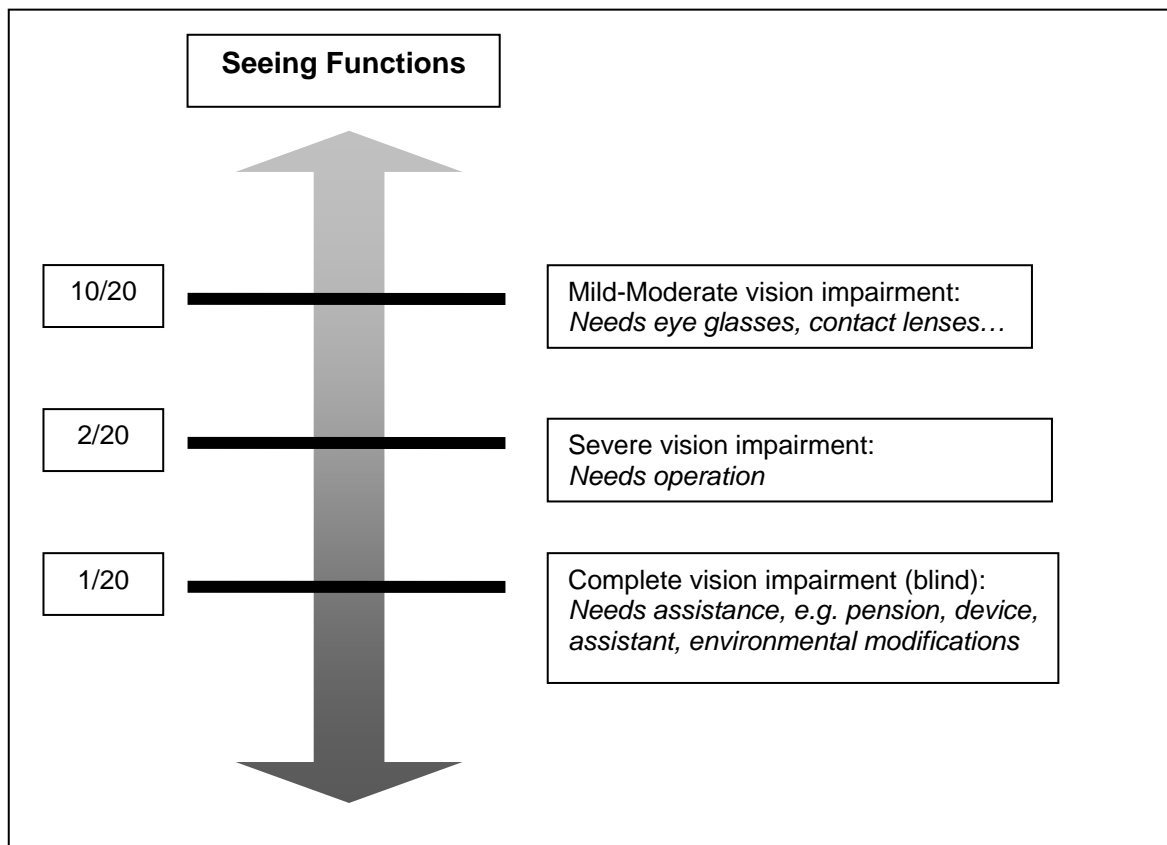 Seeing Functions
10/20
Mild-Moderate vision impairment:
Needs eye glasses, contact lenses…
2/20
Severe vision impairment:
Needs operation
1/20
Complete vision impairment (blind):
Needs assistance, e.g. pension, device,
assistant, environmental modifications